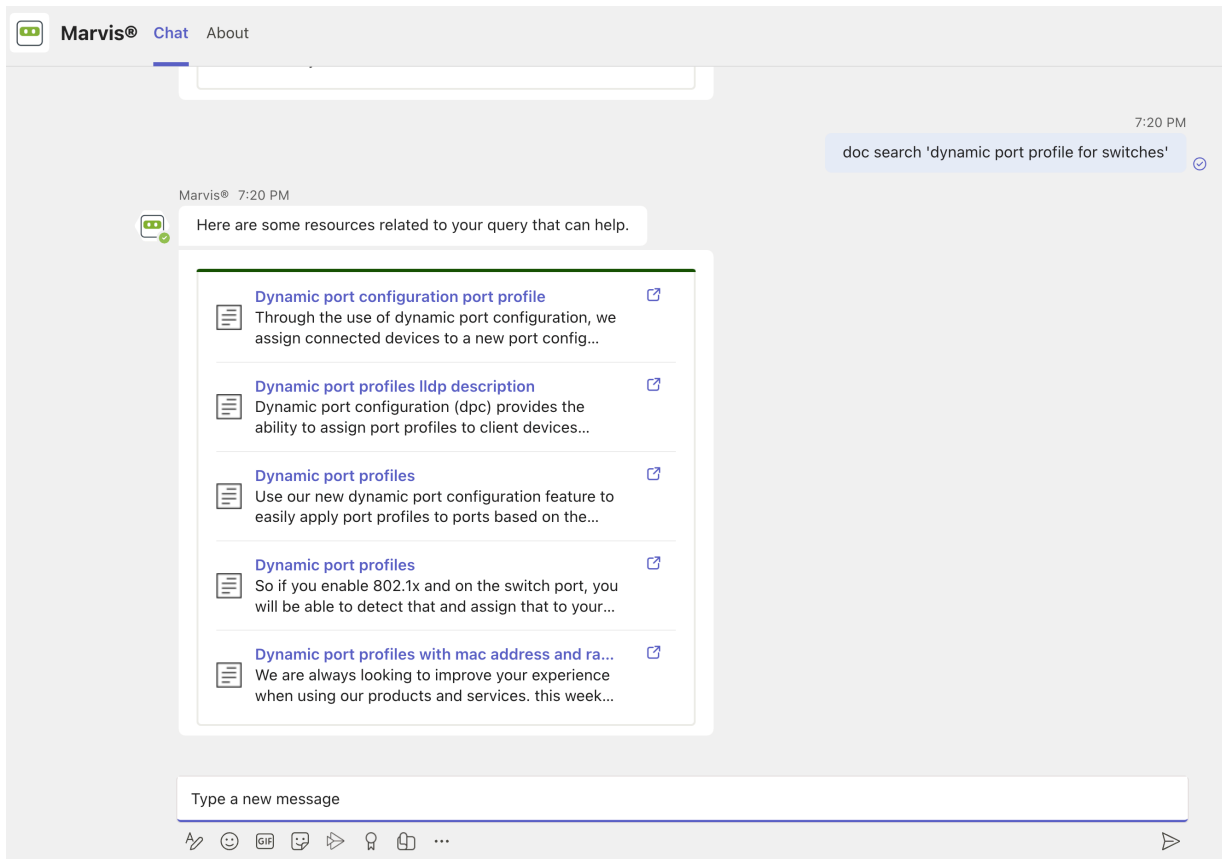 Marvis® Chat About
7:20 PM
doc search 'dynamic port profile for switches'
Marvis® 7:20 PM
Here are some resources related to your query that can help.
Dynamic port configuration port profile
Through the use of dynamic port configuration, we
assign connected devices to a new port config...
Dynamic port profiles lldp description
Dynamic port configuration (dpc) provides the
ability to assign port profiles to client devices...
Dynamic port profiles
Use our new dynamic port configuration feature to
easily apply port profiles to ports based on the...
Dynamic port profiles
So if you enable 802.1x and on the switch port, you
will be able to detect that and assign that to your...
Dynamic port profiles with mac address and ra...
We are always looking to improve your experience
when using our products and services. this week...
Type a new message
GIF